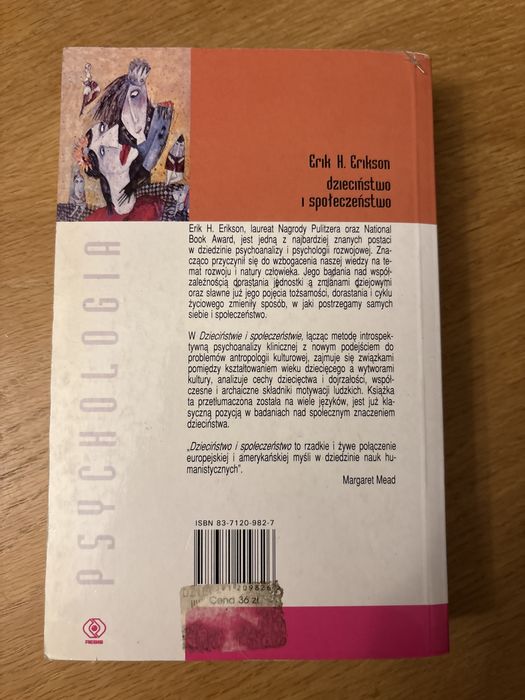 Erik H. Erikson
dzieciństwo
i społeczeństwo
PSYCHOLOGIA
Erik H. Erikson, laureat Nagrody Pulitzera oraz National
Book Award, jest jedną z najbardziej znanych postaci
w dziedzinie psychoanalizy i psychologii rozwojowej. Zna-
cząco przyczynił się do wzbogacenia naszej wiedzy na te-
mat rozwoju i natury człowieka. Jego badania nad współ-
zależnością dorastania jednostki a zmianami dziejowymi
oraz sławne już jego pojęcia tożsamości, dorastania i cyklu
życiowego zmieniły sposób, w jaki postrzegamy samych
siebie i społeczeństwo.
W Dzieciństwie i społeczeństwie, łącząc metodę introspek-
tywną psychoanalizy klinicznej z nowym podejściem do
problemów antropologii kulturowej, zajmuje się związkami
pomiędzy kształtowaniem wieku dziecięcego a wytworami
kultury, analizuje cechy dziecięctwa i dojrzałości, współ-
czesne i archaiczne składniki motywacji ludzkich. Książka
ta przetłumaczona została na wiele języków, jest już kla-
syczną pozycją w badaniach nad społecznym znaczeniem
dzieciństwa.
„Dzieciństwo i społeczeństwo to rzadkie i żywe połączenie
europejskiej i amerykańskiej myśli w dziedzinie nauk hu-
manistycznych".
Margaret Mead
ISBN 83-7120-982-7
Cena 36 zł
REBIS